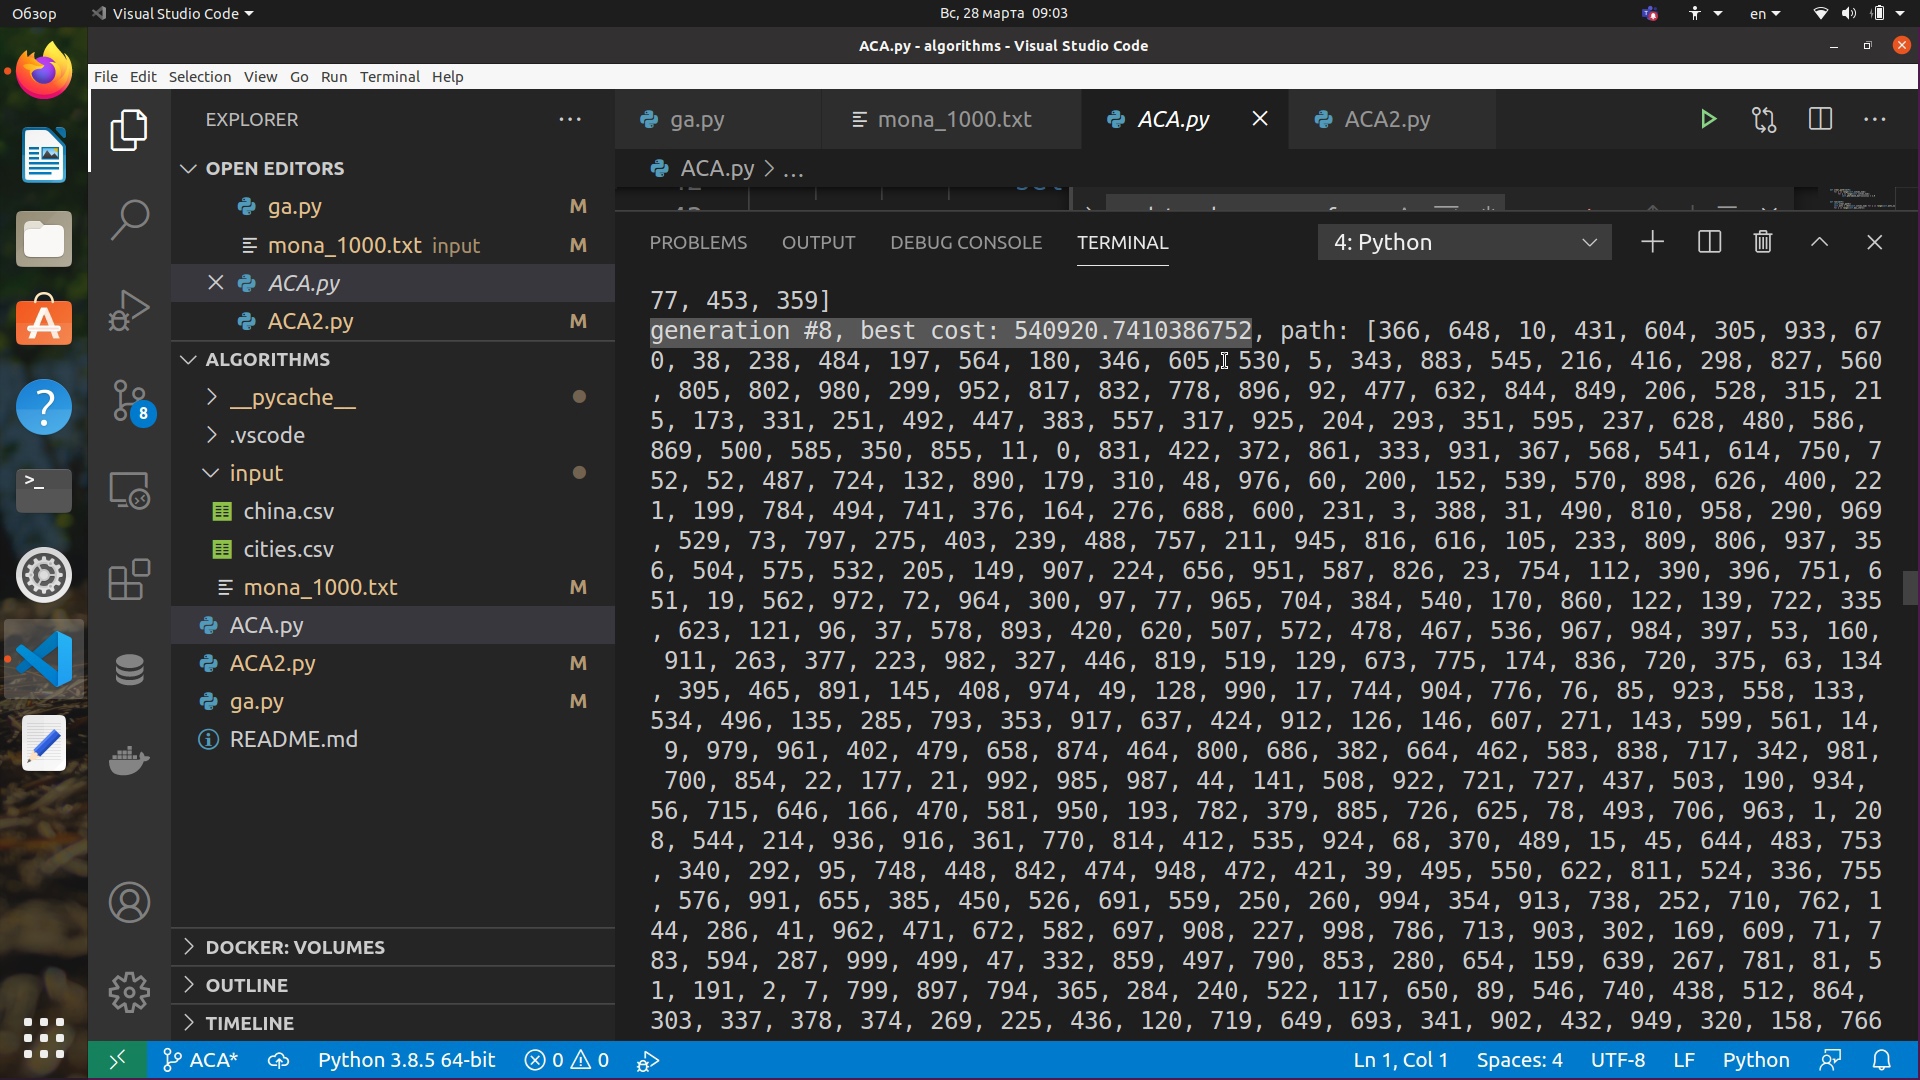 Обзор
Visual Studio Code
Вс, 28 марта 09:03
en
ACA.py - algorithms - Visual Studio Code
File Edit Selection View Go Run Terminal Help
EXPLORER
OPEN EDITORS
ga.py M
mona_1000.txt input M
ACA.py
ACA2.py M
ALGORITHMS
__pycache__
.vscode
input
china.csv
cities.csv
mona_1000.txt M
ACA.py
ACA2.py M
ga.py M
README.md
DOCKER: VOLUMES
OUTLINE
TIMELINE
8
ga.py
mona_1000.txt
ACA.py
ACA2.py
ACA.py > ...
PROBLEMS OUTPUT DEBUG CONSOLE TERMINAL
4: Python
77, 453, 359]
generation #8, best cost: 540920.7410386752, path: [366, 648, 10, 431, 604, 305, 933, 67
0, 38, 238, 484, 197, 564, 180, 346, 605, 530, 5, 343, 883, 545, 216, 416, 298, 827, 560
, 805, 802, 980, 299, 952, 817, 832, 778, 896, 92, 477, 632, 844, 849, 206, 528, 315, 21
5, 173, 331, 251, 492, 447, 383, 557, 317, 925, 204, 293, 351, 595, 237, 628, 480, 586,
869, 500, 585, 350, 855, 11, 0, 831, 422, 372, 861, 333, 931, 367, 568, 541, 614, 750, 7
52, 52, 487, 724, 132, 890, 179, 310, 48, 976, 60, 200, 152, 539, 570, 898, 626, 400, 22
1, 199, 784, 494, 741, 376, 164, 276, 688, 600, 231, 3, 388, 31, 490, 810, 958, 290, 969
, 529, 73, 797, 275, 403, 239, 488, 757, 211, 945, 816, 616, 105, 233, 809, 806, 937, 35
6, 504, 575, 532, 205, 149, 907, 224, 656, 951, 587, 826, 23, 754, 112, 390, 396, 751, 6
51, 19, 562, 972, 72, 964, 300, 97, 77, 965, 704, 384, 540, 170, 860, 122, 139, 722, 335
, 623, 121, 96, 37, 578, 893, 420, 620, 507, 572, 478, 467, 536, 967, 984, 397, 53, 160,
911, 263, 377, 223, 982, 327, 446, 819, 519, 129, 673, 775, 174, 836, 720, 375, 63, 134
, 395, 465, 891, 145, 408, 974, 49, 128, 990, 17, 744, 904, 776, 76, 85, 923, 558, 133,
534, 496, 135, 285, 793, 353, 917, 637, 424, 912, 126, 146, 607, 271, 143, 599, 561, 14,
9, 979, 961, 402, 479, 658, 874, 464, 800, 686, 382, 664, 462, 583, 838, 717, 342, 981,
700, 854, 22, 177, 21, 992, 985, 987, 44, 141, 508, 922, 721, 727, 437, 503, 190, 934,
56, 715, 646, 166, 470, 581, 950, 193, 782, 379, 885, 726, 625, 78, 493, 706, 963, 1, 20
8, 544, 214, 936, 916, 361, 770, 814, 412, 535, 924, 68, 370, 489, 15, 45, 644, 483, 753
, 340, 292, 95, 748, 448, 842, 474, 948, 472, 421, 39, 495, 550, 622, 811, 524, 336, 755
, 576, 991, 655, 385, 450, 526, 691, 559, 250, 260, 994, 354, 913, 738, 252, 710, 762, 1
44, 286, 41, 962, 471, 672, 582, 697, 908, 227, 998, 786, 713, 903, 302, 169, 609, 71, 7
83, 594, 287, 999, 499, 47, 332, 859, 497, 790, 853, 280, 654, 159, 639, 267, 781, 81, 5
1, 191, 2, 7, 799, 897, 794, 365, 284, 240, 522, 117, 650, 89, 546, 740, 438, 512, 864,
303, 337, 378, 374, 269, 225, 436, 120, 719, 649, 693, 341, 902, 432, 949, 320, 158, 766
ACA* Python 3.8.5 64-bit 0 0 Ln 1, Col 1 Spaces: 4 UTF-8 LF Python